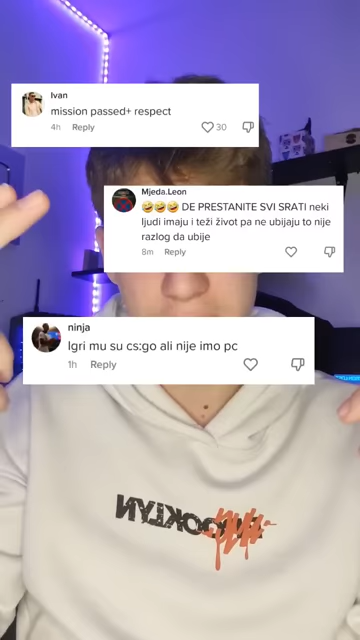 Ivan
mission passed+ respect
4h Reply 30
Mjeda.Leon
🤣🤣🤣 DE PRESTANITE SVI SRATI neki
ljudi imaju i teži život pa ne ubijaju to nije
razlog da ubije
8m Reply
ninja
Igri mu su cs:go ali nije imo pc
1h Reply
BROOKLYN